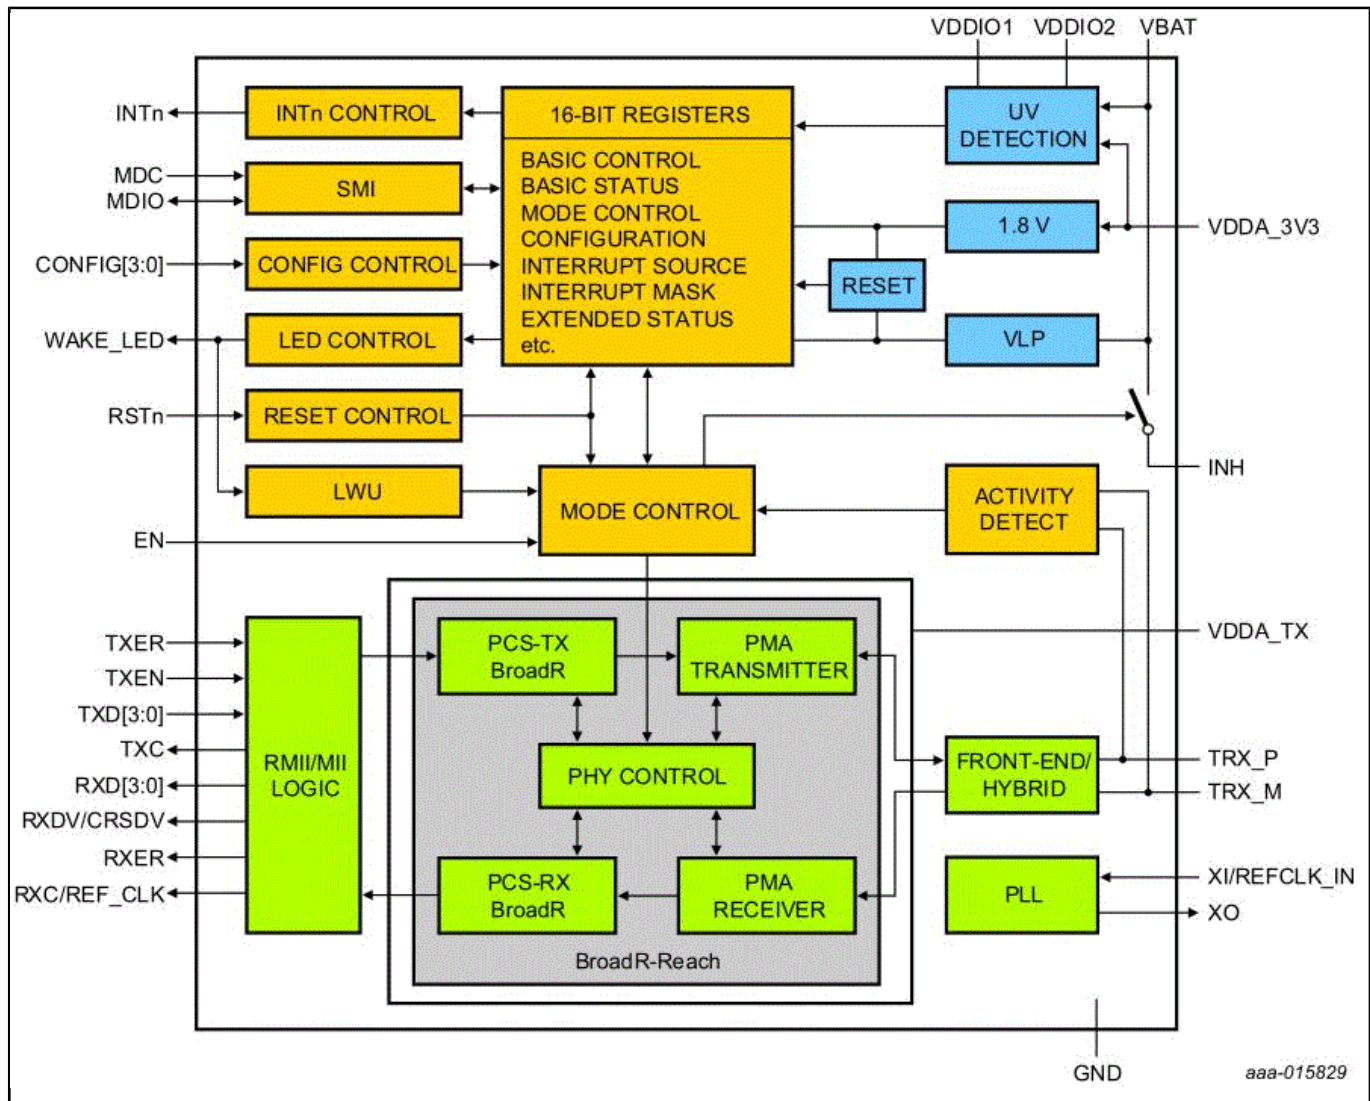 VDDIO1 VDDIO2 VBAT
INTn
MDC
MDIO
CONFIG[3:0]
WAKE_LED
RSTn
EN
TXER
TXEN
TXD[3:0]
TXC
RXD[3:0]
RXDV/CRSDV
RXER
RXC/REF_CLK
INTn CONTROL
SMI
CONFIG CONTROL
LED CONTROL
RESET CONTROL
LWU
RMII/MII
LOGIC
16-BIT REGISTERS
BASIC CONTROL
BASIC STATUS
MODE CONTROL
CONFIGURATION
INTERRUPT SOURCE
INTERRUPT MASK
EXTENDED STATUS
etc.
MODE CONTROL
PCS-TX
BroadR
PMA
TRANSMITTER
PHY CONTROL
PCS-RX
BroadR
PMA
RECEIVER
BroadR-Reach
UV
DETECTION
1.8 V
RESET
VLP
ACTIVITY
DETECT
FRONT-END/
HYBRID
PLL
VDDA_3V3
INH
VDDA_TX
TRX_P
TRX_M
XI/REFCLK_IN
XO
GND
aaa-015829